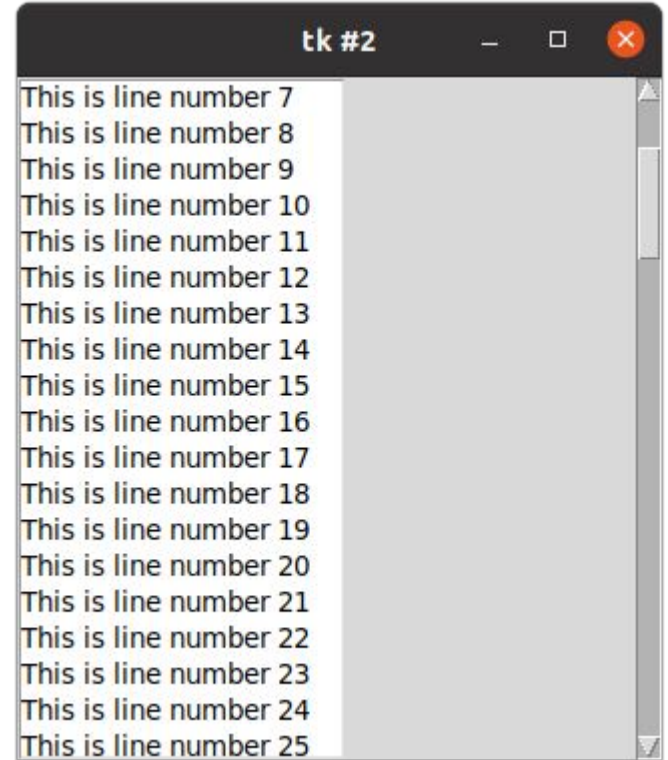 tk #2
This is line number 7
This is line number 8
This is line number 9
This is line number 10
This is line number 11
This is line number 12
This is line number 13
This is line number 14
This is line number 15
This is line number 16
This is line number 17
This is line number 18
This is line number 19
This is line number 20
This is line number 21
This is line number 22
This is line number 23
This is line number 24
This is line number 25